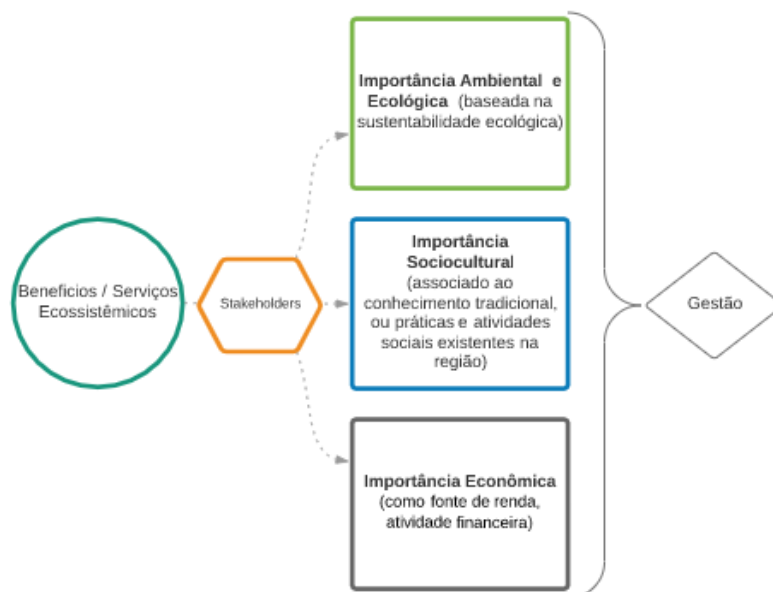 Beneficios / Serviços
Ecossistêmicos
Stakeholders
Importância Ambiental e
Ecológica (baseada na
sustentabilidade ecológica)
Importância
Sociocultural
(associado ao
conhecimento tradicional,
ou práticas e atividades
sociais existentes na
região)
Importância Econômica
(como fonte de renda,
atividade financeira)
Gestão